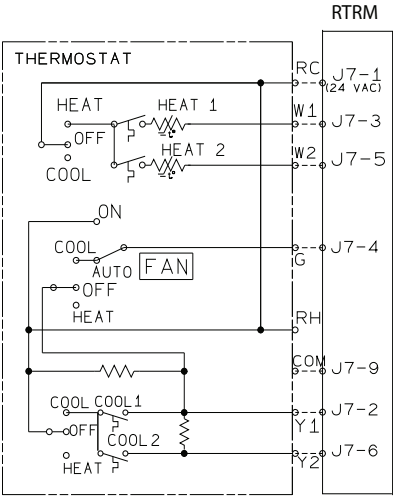 RTRM
THERMOSTAT
RC
J7-1
(24 VAC)
HEAT
HEAT 1
W1
J7-3
OFF
HEAT 2
W2
J7-5
COOL
ON
COOL
J7-4
AUTO
FAN
G
OFF
HEAT
RH
COM
J7-9
COOL
COOL1
J7-2
Y1
OFF
COOL2
J7-6
HEAT
Y2